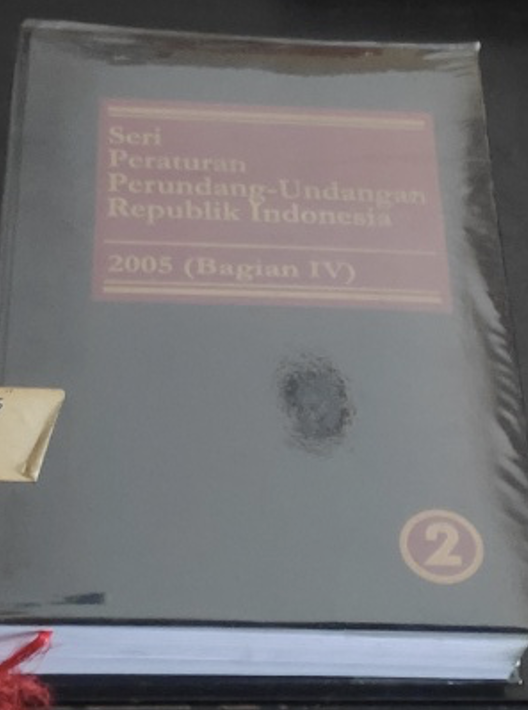 Seri
Peraturan
Perundang-Undangan
Republik Indonesia
2005 (Bagian IV)
2